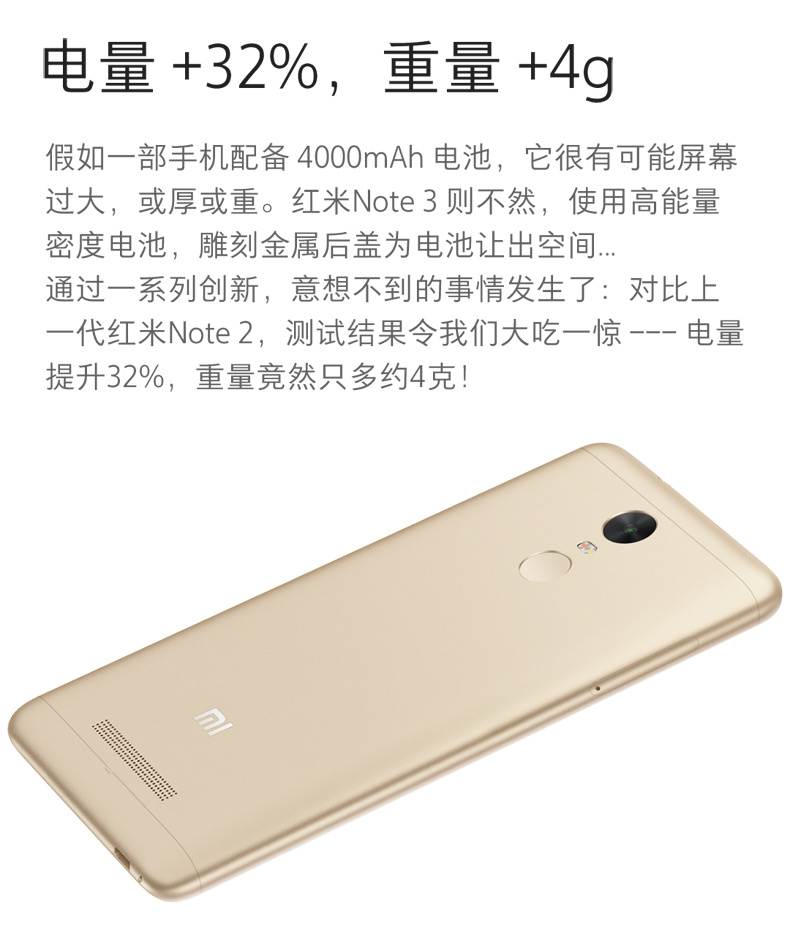 电量 +32%，重量 +4g
假如一部手机配备 4000mAh 电池，它很有可能屏幕
过大，或厚或重。红米Note 3 则不然，使用高能量
密度电池，雕刻金属后盖为电池让出空间...
通过一系列创新，意想不到的事情发生了：对比上
一代红米Note 2，测试结果令我们大吃一惊 --- 电量
提升32%，重量竟然只多约4克！
MI